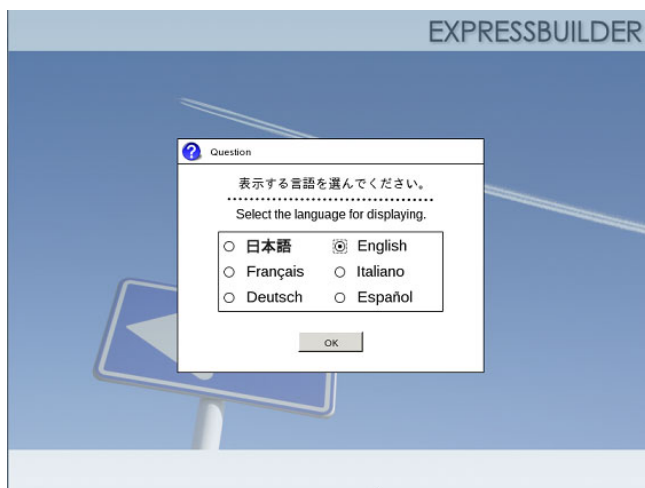 EXPRESSBUILDER
Question
表示する言語を選んでください。
Select the language for displaying.
日本語 English
Français Italiano
Deutsch Español
OK